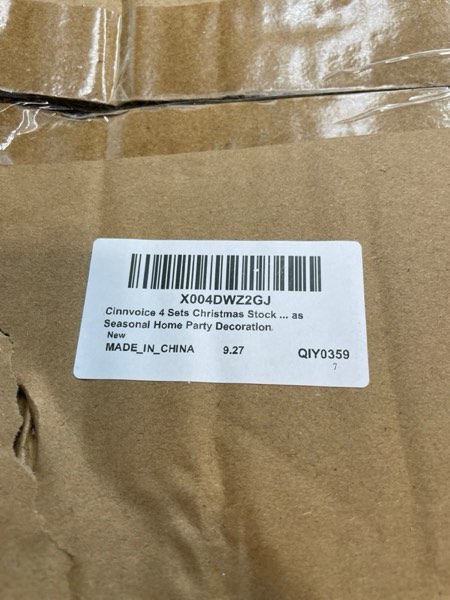 X004DWZ2GJ
Cinnvoice 4 Sets Christmas Stock ... as
Seasonal Home Party Decoration.
New
MADE_IN_CHINA 9.27 QIY0359
7